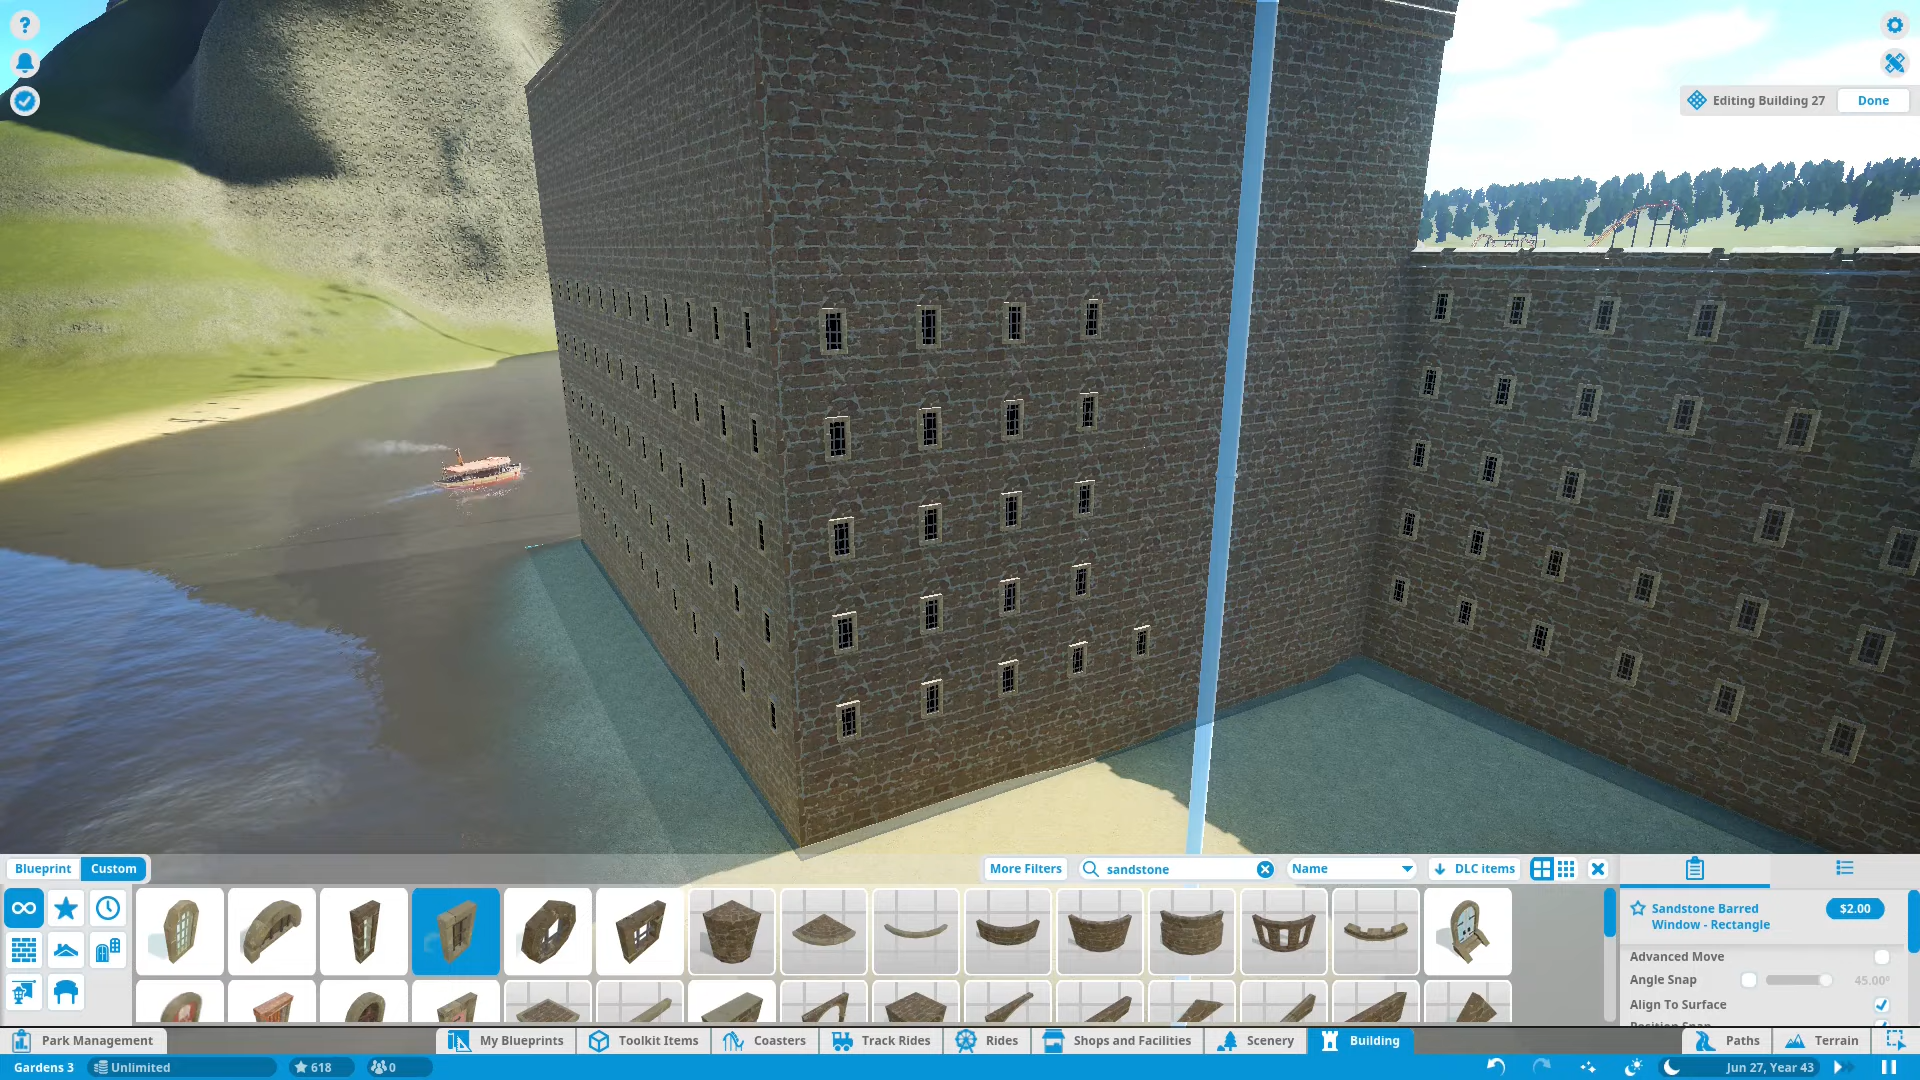 Editing Building 27
Done
Blueprint
Custom
More Filters
sandstone
Name
DLC items
Sandstone Barred
Window - Rectangle
$2.00
Advanced Move
Angle Snap
45.00°
Align To Surface
Position Snap
Park Management
My Blueprints
Toolkit Items
Coasters
Track Rides
Rides
Shops and Facilities
Scenery
Building
Paths
Terrain
Gardens 3
Unlimited
618
0
Jun 27, Year 43